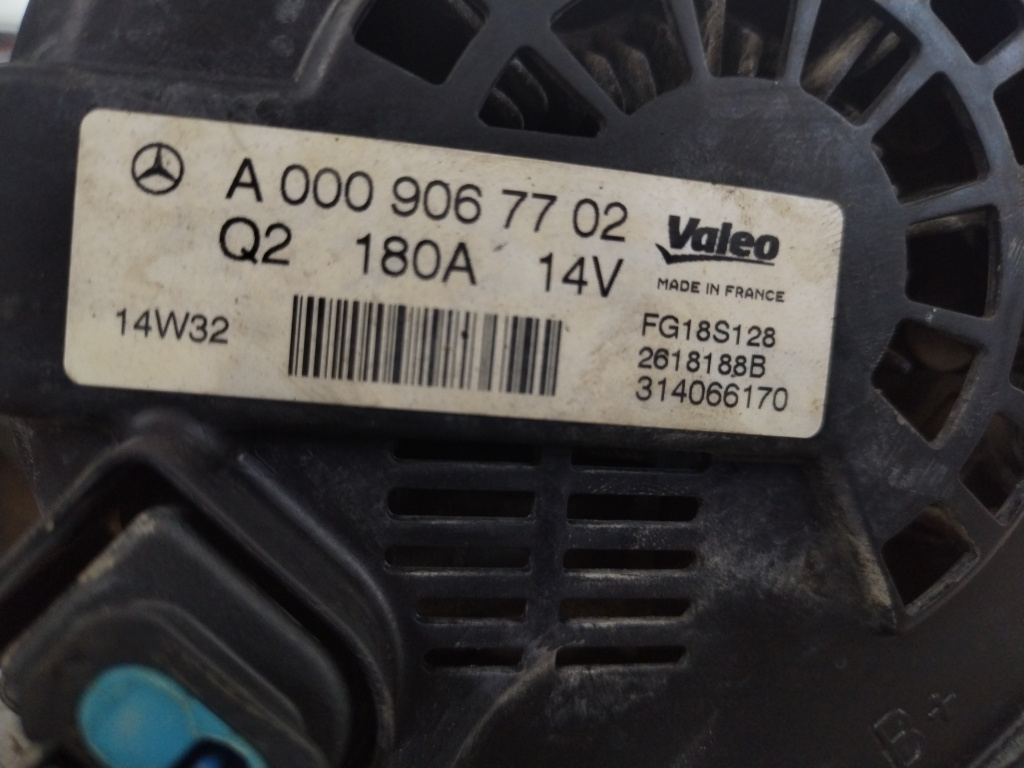 A 000 906 77 02
Q2 180A 14V
Valeo
MADE IN FRANCE
14W32
FG18S128
2618188B
314066170
B+